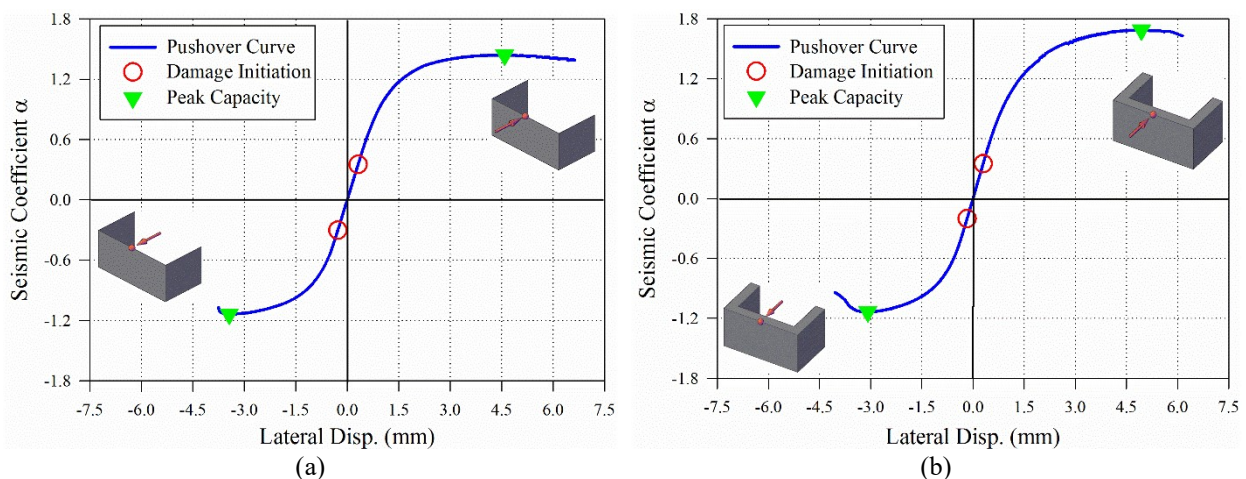 1.8
1.2
0.6
0.0
-0.6
-1.2
-1.8
Seismic Coefficient α
Pushover Curve
Damage Initiation
Peak Capacity
-7.5 -6.0 -4.5 -3.0 -1.5 0.0 1.5 3.0 4.5 6.0 7.5
Lateral Disp. (mm)
(a)
1.8
1.2
0.6
0.0
-0.6
-1.2
-1.8
Seismic Coefficient α
Pushover Curve
Damage Initiation
Peak Capacity
-7.5 -6.0 -4.5 -3.0 -1.5 0.0 1.5 3.0 4.5 6.0 7.5
Lateral Disp. (mm)
(b)